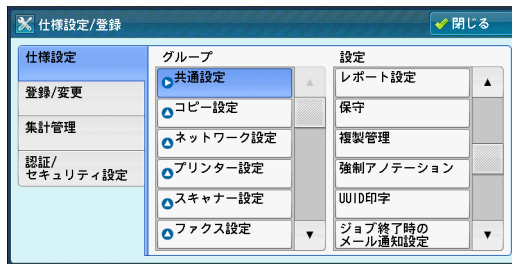 仕様設定/登録
閉じる
仕様設定
登録/変更
集計管理
認証/
セキュリティ設定
グループ
共通設定
コピー設定
ネットワーク設定
プリンター設定
スキャナー設定
ファクス設定
設定
レポート設定
保守
複製管理
強制アノテーション
UUID印字
ジョブ終了時の
メール通知設定